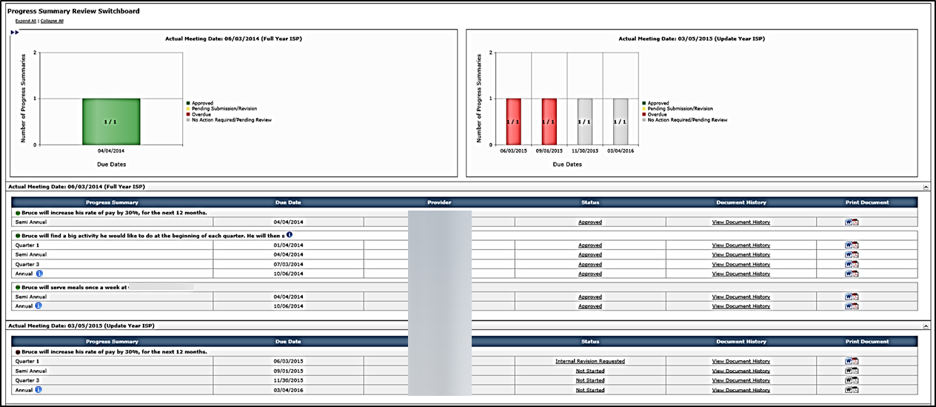 Progress Summary Review Switchboard
Expand All | Collapse All
Actual Meeting Date: 06/03/2014 (Full Year ISP)
Number of Progress Summaries
2
1
0
1 / 1
04/04/2014
Due Dates
Approved
Pending Submission/Revision
Overdue
No Action Required/Pending Review
Actual Meeting Date: 03/05/2015 (Update Year ISP)
Number of Progress Summaries
2
1
0
1 / 1 1 / 1 1 / 1 1 / 1
06/03/2015 09/01/2015 11/30/2015 03/04/2016
Due Dates
Approved
Pending Submission/Revision
Overdue
No Action Required/Pending Review
Actual Meeting Date: 06/03/2014 (Full Year ISP)
Progress Summary Due Date Provider Status Document History Print Document
Bruce will increase his rate of pay by 30%, for the next 12 months.
Semi Annual 04/04/2014 Approved View Document History
Bruce will find a big activity he would like to do at the beginning of each quarter. He will then s
Quarter 1 01/04/2014 Approved View Document History
Semi Annual 04/04/2014 Approved View Document History
Quarter 3 07/03/2014 Approved View Document History
Annual 10/06/2014 Approved View Document History
Bruce will serve meals once a week at
Semi Annual 04/04/2014 Approved View Document History
Annual 10/06/2014 Approved View Document History
Actual Meeting Date: 03/05/2015 (Update Year ISP)
Progress Summary Due Date Provider Status Document History Print Document
Bruce will increase his rate of pay by 30%, for the next 12 months.
Quarter 1 06/03/2015 Internal Revision Requested View Document History
Semi Annual 09/01/2015 Not Started View Document History
Quarter 3 11/30/2015 Not Started View Document History
Annual 03/04/2016 Not Started View Document History